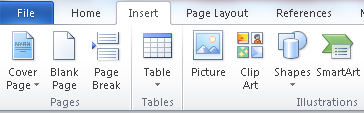 File Home Insert Page Layout References
Cover Page Blank Page Page Break Table Picture Clip Art Shapes SmartArt
Pages Tables Illustrations